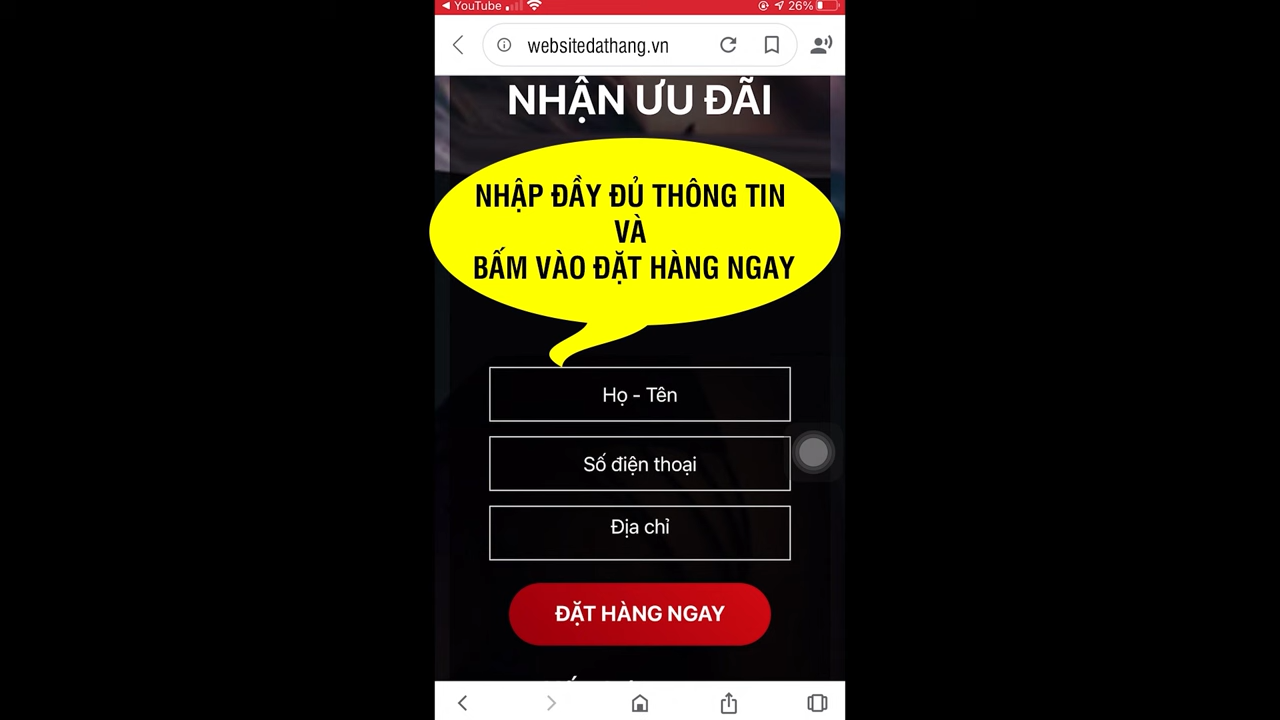 YouTube
26%
websitedathang.vn
NHẬN ƯU ĐÃI
NHẬP ĐẦY ĐỦ THÔNG TIN
VÀ
BẤM VÀO ĐẶT HÀNG NGAY
Họ - Tên
Số điện thoại
Địa chỉ
ĐẶT HÀNG NGAY